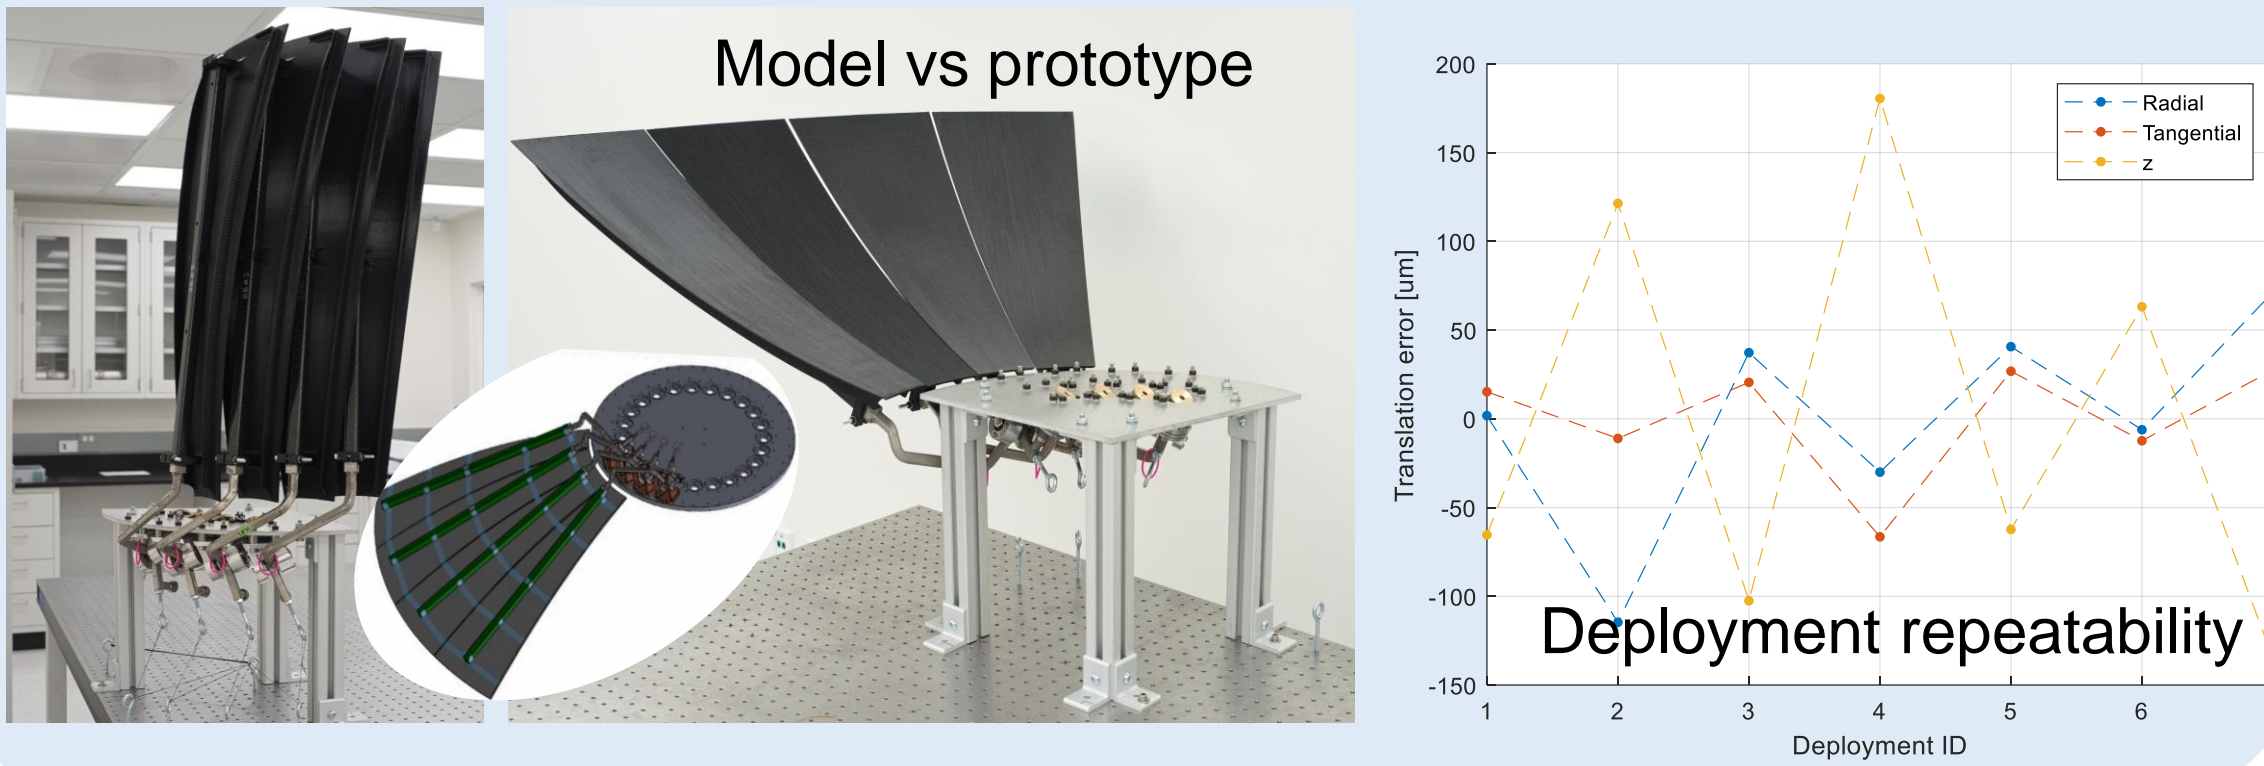 Model vs prototype
200
150
100
50
0
-50
-100
-150
Translation error [um]
Radial
Tangential
z
Deployment repeatability
1 2 3 4 5 6
Deployment ID